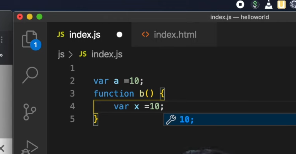 index.js — helloworld
JS index.js
<> index.html
1
js > JS index.js
1
2 var a =10;
3 function b() {
4 var x =10;
5 }
10;